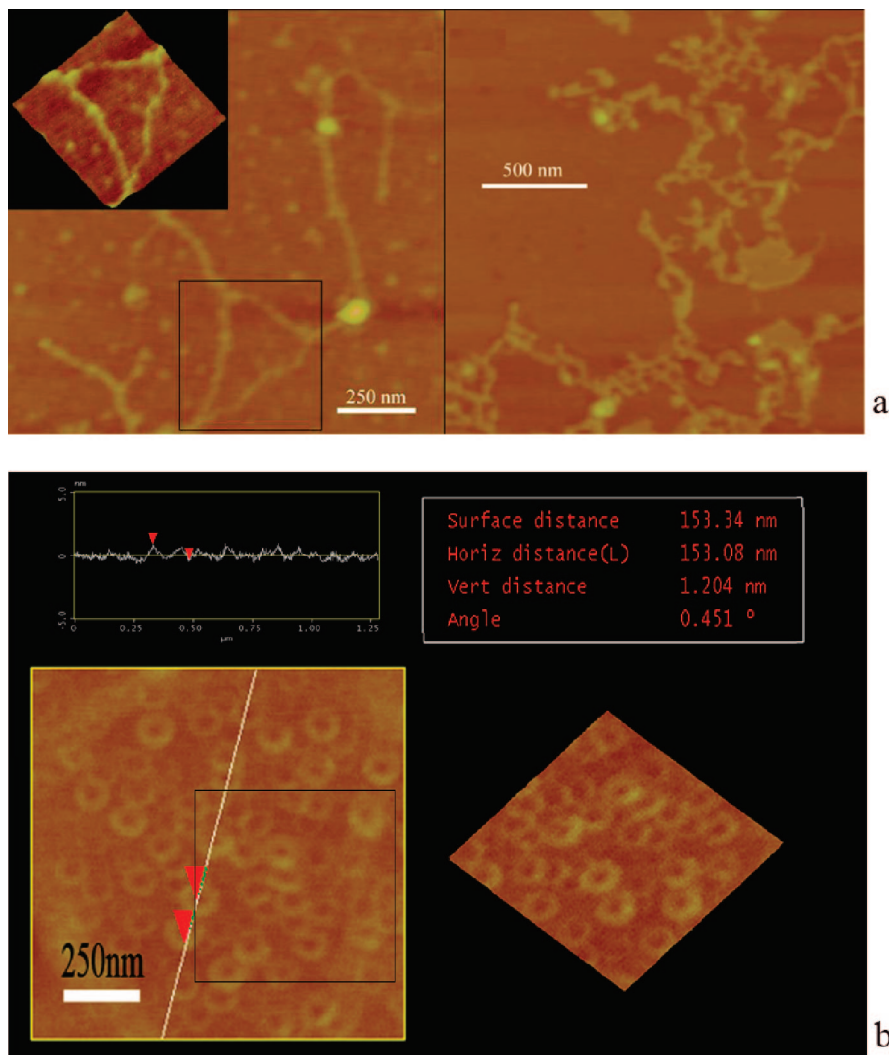 500 nm
250 nm
a
nm
5.0
0
-5.0
0 0.25 0.50 0.75 1.00 1.25
μm
Surface distance 153.34 nm
Horiz distance(L) 153.08 nm
Vert distance 1.204 nm
Angle 0.451 º
250nm
b